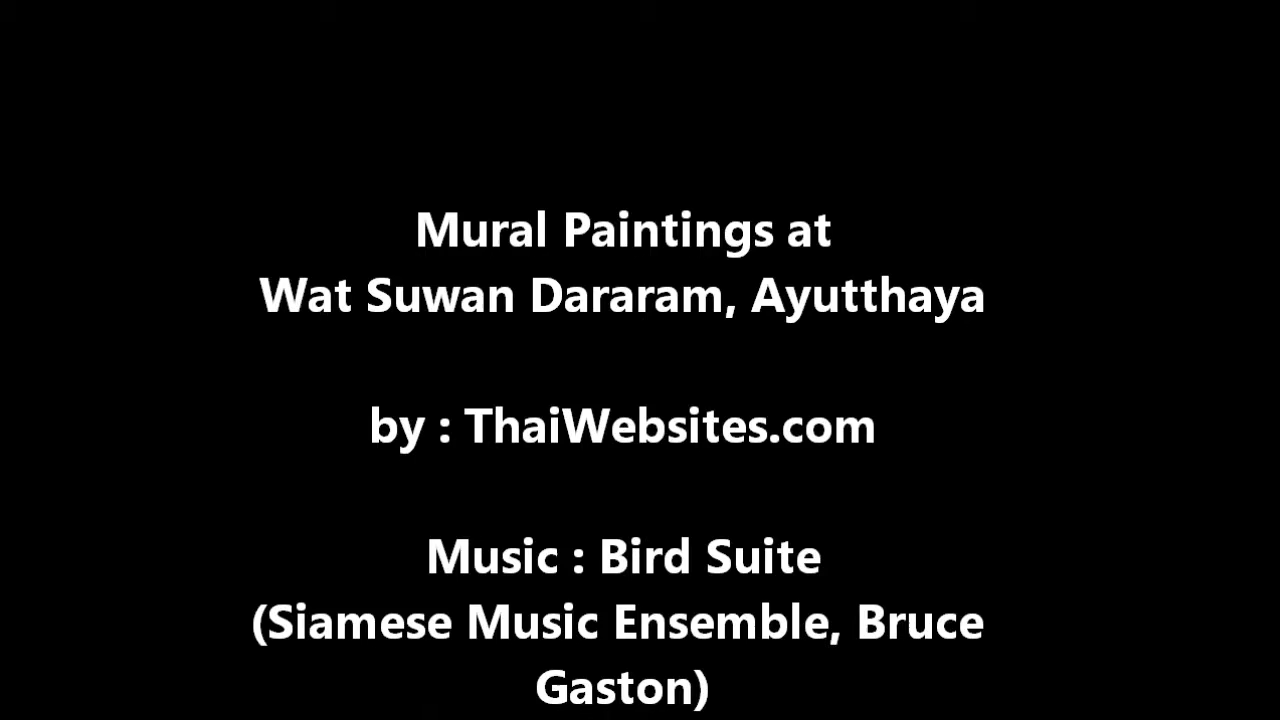 Mural Paintings at
Wat Suwan Dararam, Ayutthaya
by : ThaiWebsites.com
Music : Bird Suite
(Siamese Music Ensemble, Bruce
Gaston)